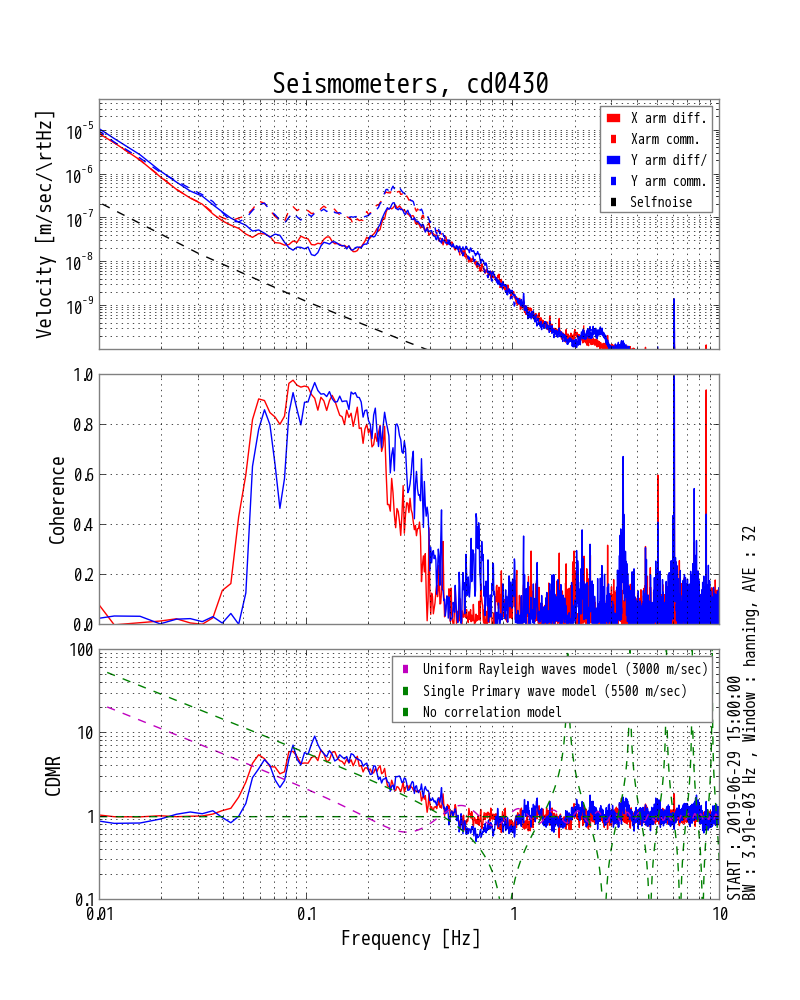 Seismometers, cd0430
Velocity [m/sec/\rtHz]
10^-5
10^-6
10^-7
10^-8
10^-9
X arm diff.
Xarm comm.
Y arm diff/
Y arm comm.
Selfnoise
Coherence
1.0
0.8
0.6
0.4
0.2
0.0
CDMR
100
10
1
0.1
Uniform Rayleigh waves model (3000 m/sec)
Single Primary wave model (5500 m/sec)
No correlation model
0.01
0.1
1
10
Frequency [Hz]
START : 2019-06-29 15:00:00
BW : 3.91e-03 Hz , Window : hanning, AVE : 32